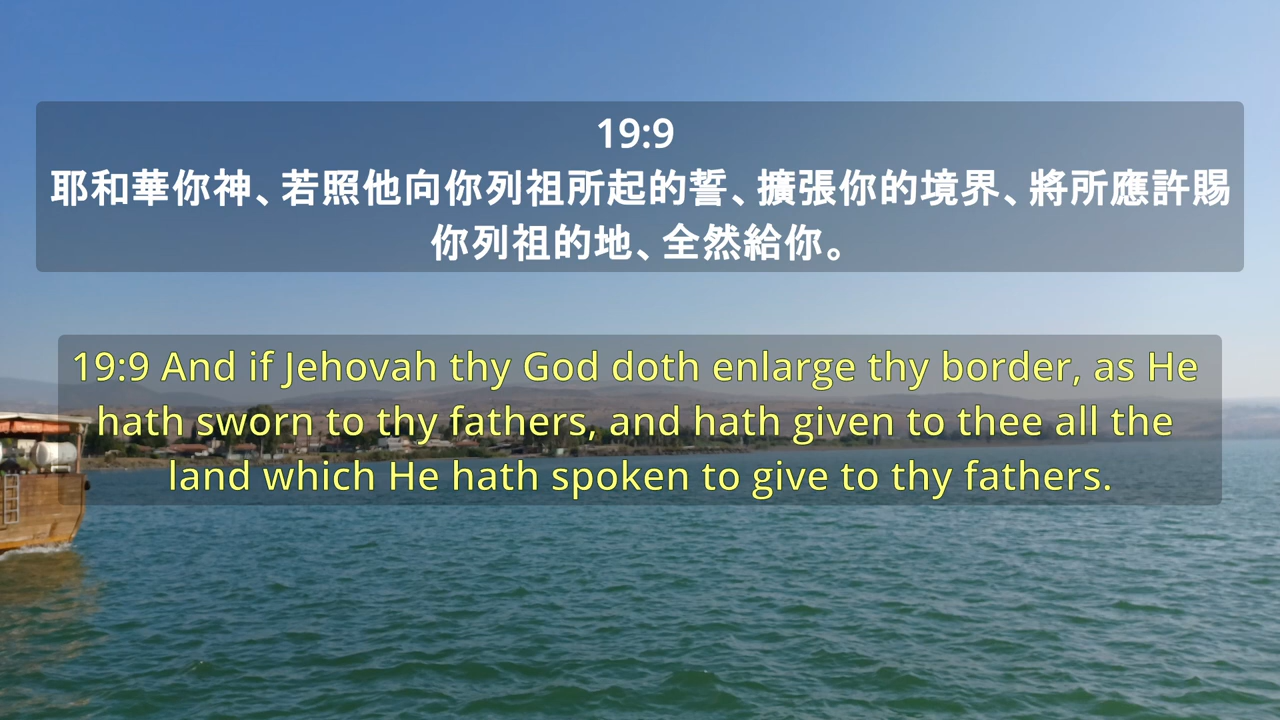 19:9
耶和華你神、若照他向你列祖所起的誓、擴張你的境界、將所應許賜
你列祖的地、全然給你。
19:9 And if Jehovah thy God doth enlarge thy border, as He
hath sworn to thy fathers, and hath given to thee all the
land which He hath spoken to give to thy fathers.